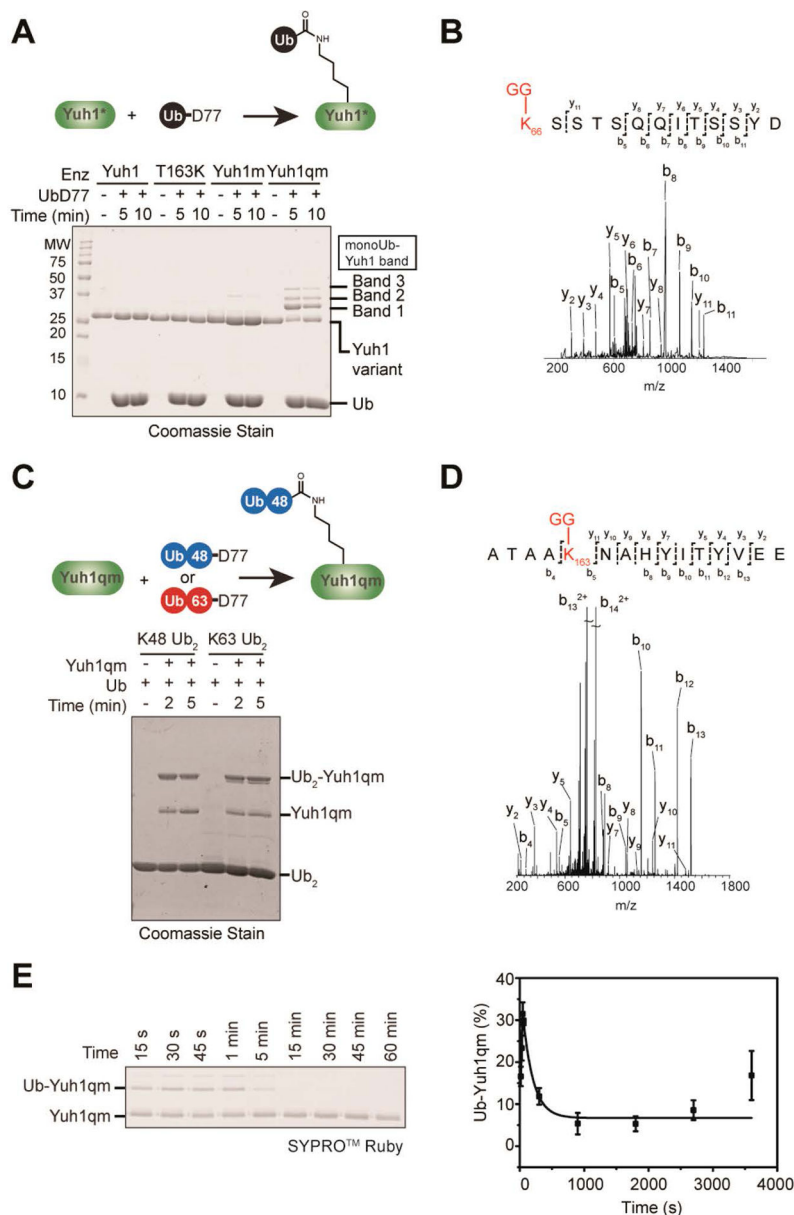 A
Ub
O
NH
Yuh1*
+
Ub
-D77
Yuh1*
Enz Yuh1 T163K Yuh1m Yuh1qm
UbD77 - + + - + + - + + - + +
Time (min) - 5 10 - 5 10 - 5 10 - 5 10
MW
75
50
37
25
20
15
10
monoUb-
Yuh1 band
Band 3
Band 2
Band 1
Yuh1
variant
Ub
Coomassie Stain
B
GG
y11 y8 y7 y6 y5 y4 y3 y2
K66 S S T S Q Q I T S S Y D
b5 b6 b7 b8 b9 b10 b11
b8
y5 y6 b7 b9
b6
y2 y3 y4 b5 y7 y8 b10 y11 b11
200 600 1000 1400
m/z
C
Ub 48
O
NH
Yuh1qm
+
Ub 48 -D77
or
Ub 63 -D77
Yuh1qm
K48 Ub2 K63 Ub2
Yuh1qm - + + - + +
Ub + + + + + +
Time (min) - 2 5 - 2 5
Ub2-Yuh1qm
Yuh1qm
Ub2
Coomassie Stain
D
GG
y11 y10 y9 y8 y7 y5 y4 y3 y2
A T A A K163 N A H Y I T Y V E E
b4 b5 b8 b9 b10 b11 b12 b13
b13 2+
b14 2+
b10
b12
b11 b13
y5
b8
y2 b4 y3 y4 b5 y7 b9 y8 y9 y10 y11
200 600 1000 1400 1800
m/z
E
Time 15 s 30 s 45 s 1 min 5 min 15 min 30 min 45 min 60 min
Ub-Yuh1qm
Yuh1qm
SYPRO™ Ruby
Ub-Yuh1qm (%)
40
30
20
10
0
0 1000 2000 3000 4000
Time (s)